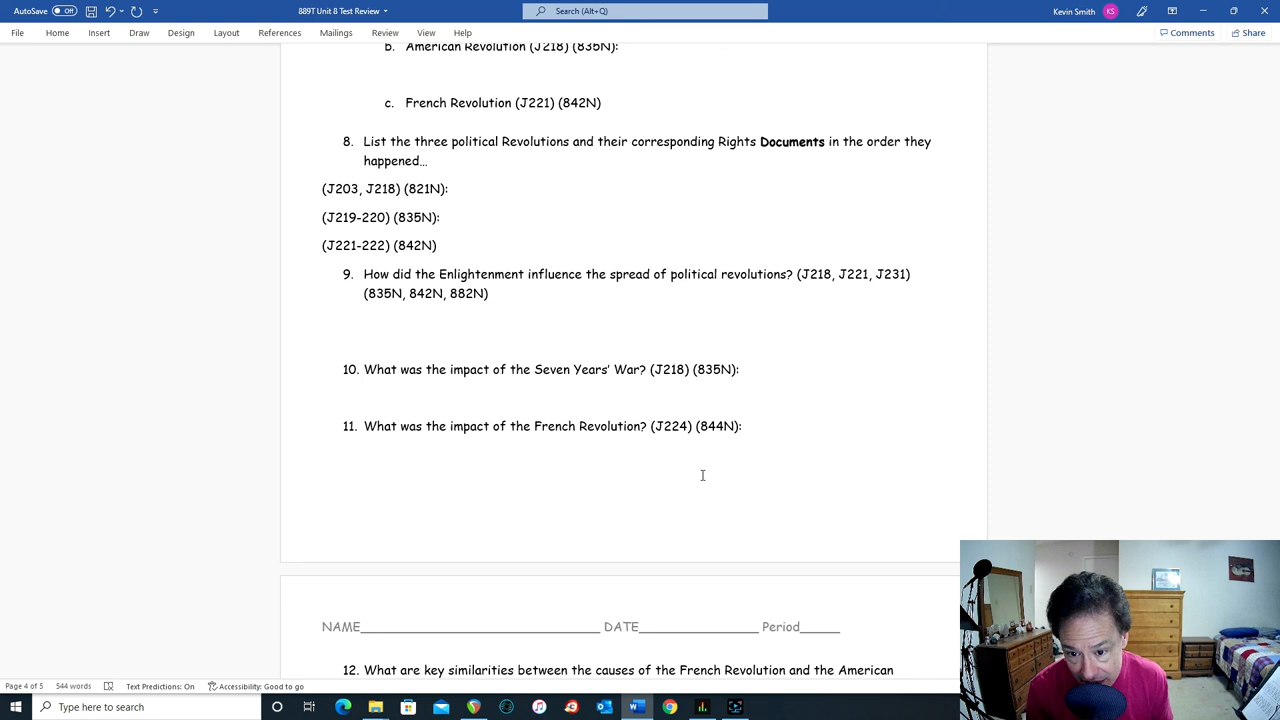 AutoSave Off
889T Unit 8 Test Review
Search (Alt+Q)
Kevin Smith KS
File Home Insert Draw Design Layout References Mailings Review View Help
Comments Share
b. American Revolution (J218) (835N):
c. French Revolution (J221) (842N)
8. List the three political Revolutions and their corresponding Rights Documents in the order they
happened…
(J203, J218) (821N):
(J219-220) (835N):
(J221-222) (842N)
9. How did the Enlightenment influence the spread of political revolutions? (J218, J221, J231)
(835N, 842N, 882N)
10. What was the impact of the Seven Years’ War? (J218) (835N):
11. What was the impact of the French Revolution? (J224) (844N):
NAME______________________________ DATE_______________ Period_____
12. What are key similarities between the causes of the French Revolution and the American
Page 4 of 5 544 words Text Predictions: On Accessibility: Good to go
Type here to search